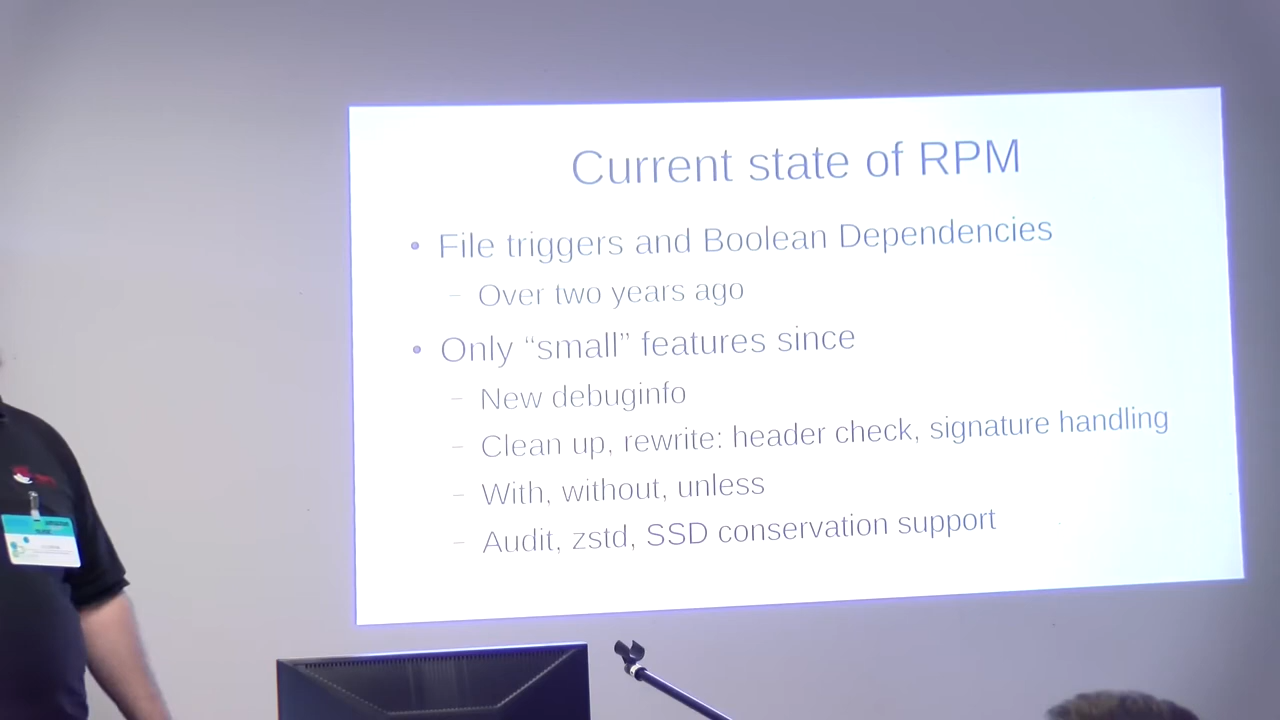 Current state of RPM
• File triggers and Boolean Dependencies
– Over two years ago
• Only “small” features since
– New debuginfo
– Clean up, rewrite: header check, signature handling
– With, without, unless
– Audit, zstd, SSD conservation support